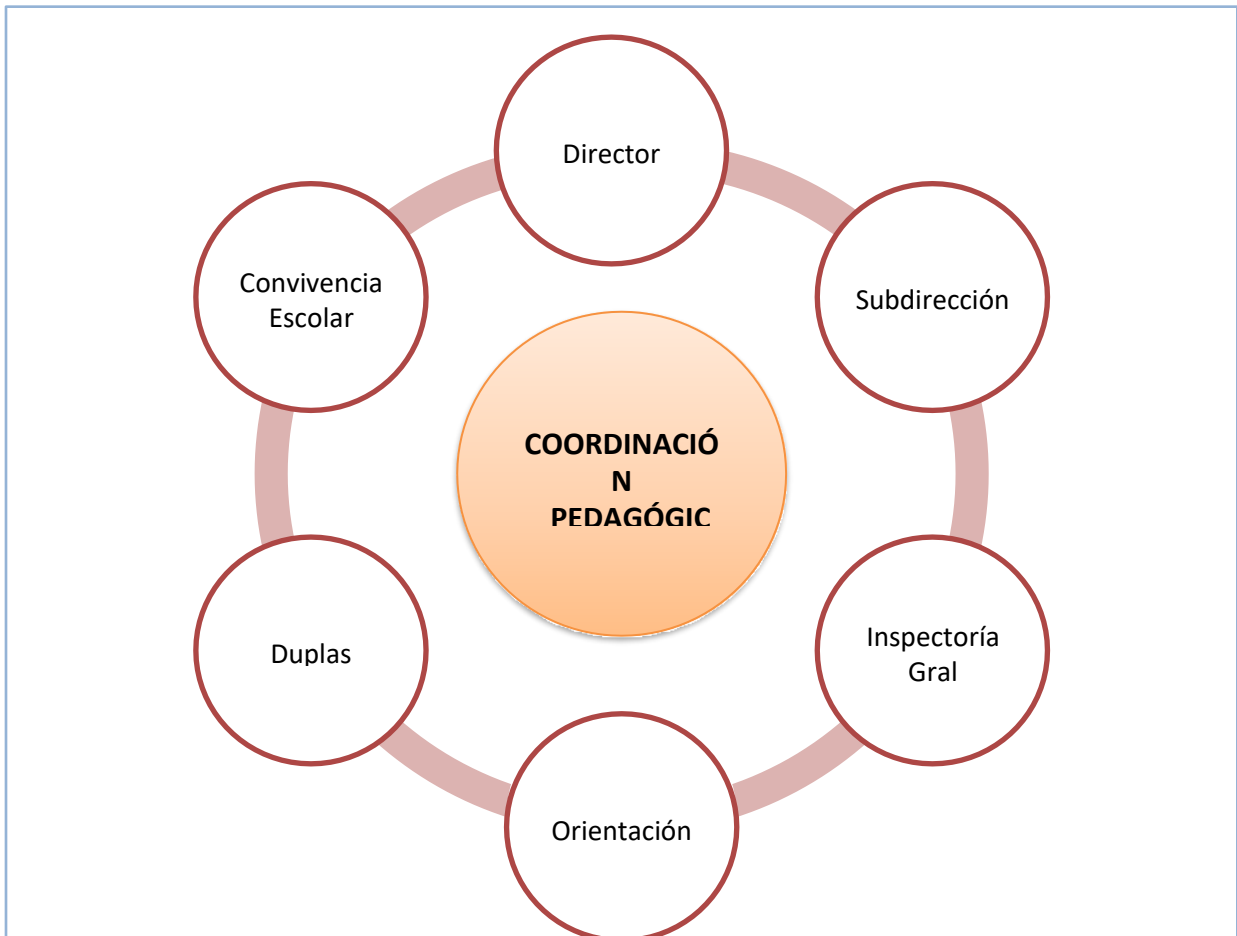 Director
Subdirección
Inspectoría
Gral
Orientación
Duplas
Convivencia
Escolar
COORDINACIÓ
N
PEDAGÓGIC